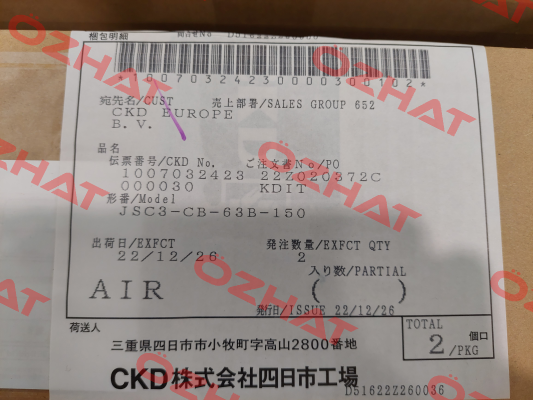 梱包明細
*10070324230000300102*
宛先名/CUST 売上部署/SALES GROUP 652
CKD EUROPE
B. V.
品名
伝票番号/CKD No. ご注文書No/PO
1007032423 22Z020372C
000030 KDIT
形番/Model
JSC3-CB-63B-150
出荷日/EXFCT 発注数量/EXFCT QTY
22/12/26 2
入り数/PARTIAL
AIR ( )
発行日/ISSUE 22/12/26
荷送人 TOTAL 個口
2/PKG
三重県四日市市小牧町字高山2800番地
CKD株式会社四日市工場
D51622Z260036
OZHAT
OZHAT
OZHAT
OZHAT
OZHAT
OZHAT